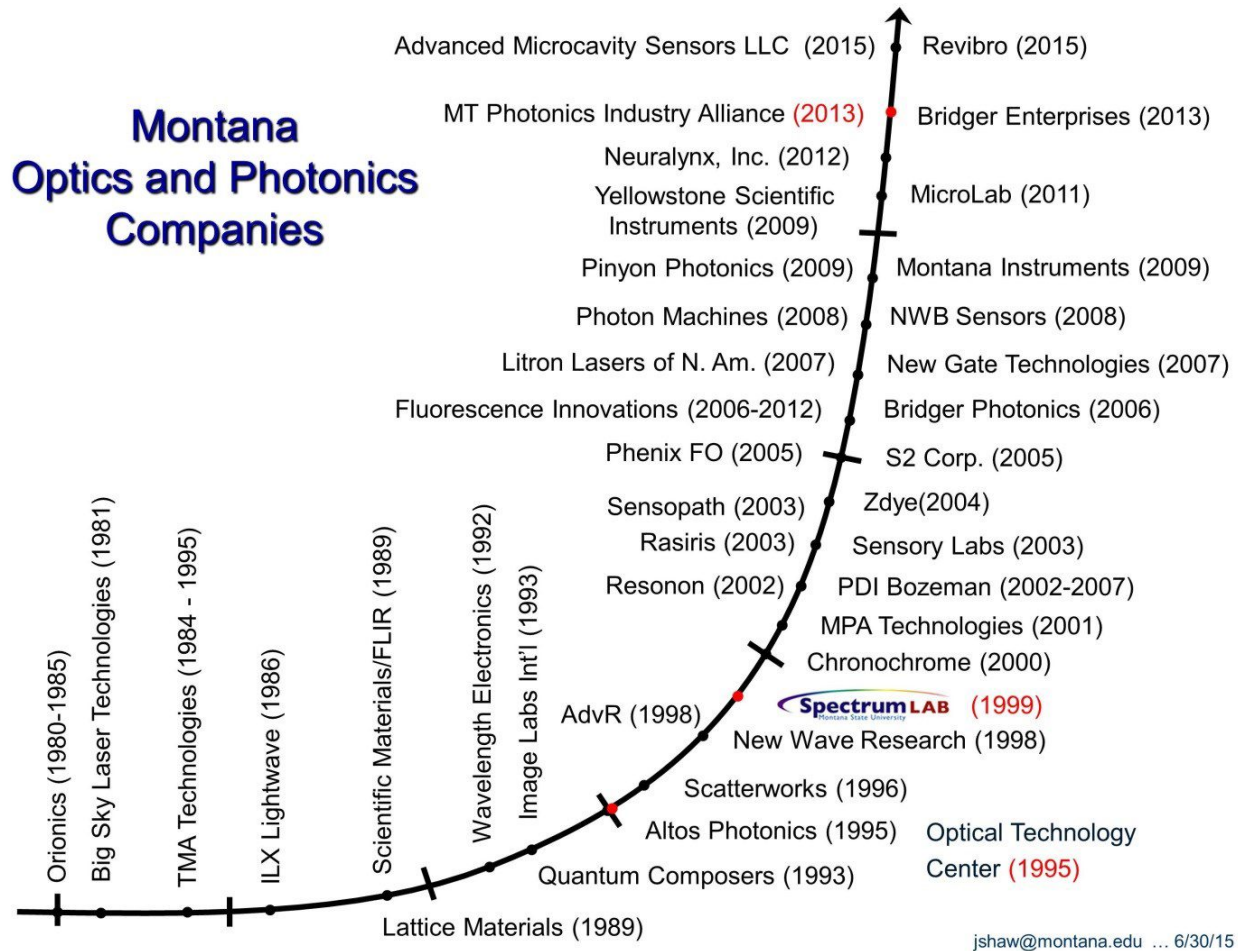 Montana
Optics and Photonics
Companies
Advanced Microcavity Sensors LLC (2015)
Revibro (2015)
MT Photonics Industry Alliance (2013)
Bridger Enterprises (2013)
Neuralynx, Inc. (2012)
Yellowstone Scientific
Instruments (2009)
MicroLab (2011)
Pinyon Photonics (2009)
Montana Instruments (2009)
Photon Machines (2008)
NWB Sensors (2008)
Litron Lasers of N. Am. (2007)
New Gate Technologies (2007)
Fluorescence Innovations (2006-2012)
Bridger Photonics (2006)
Phenix FO (2005)
S2 Corp. (2005)
Sensopath (2003)
Zdye(2004)
Rasiris (2003)
Sensory Labs (2003)
Resonon (2002)
PDI Bozeman (2002-2007)
MPA Technologies (2001)
Chronochrome (2000)
Spectrum LAB (1999)
Montana State University
AdvR (1998)
New Wave Research (1998)
Scatterworks (1996)
Altos Photonics (1995)
Optical Technology
Center (1995)
Quantum Composers (1993)
Lattice Materials (1989)
Orionics (1980-1985)
Big Sky Laser Technologies (1981)
TMA Technologies (1984 - 1995)
ILX Lightwave (1986)
Scientific Materials/FLIR (1989)
Wavelength Electronics (1992)
Image Labs Int'l (1993)
jshaw@montana.edu ... 6/30/15